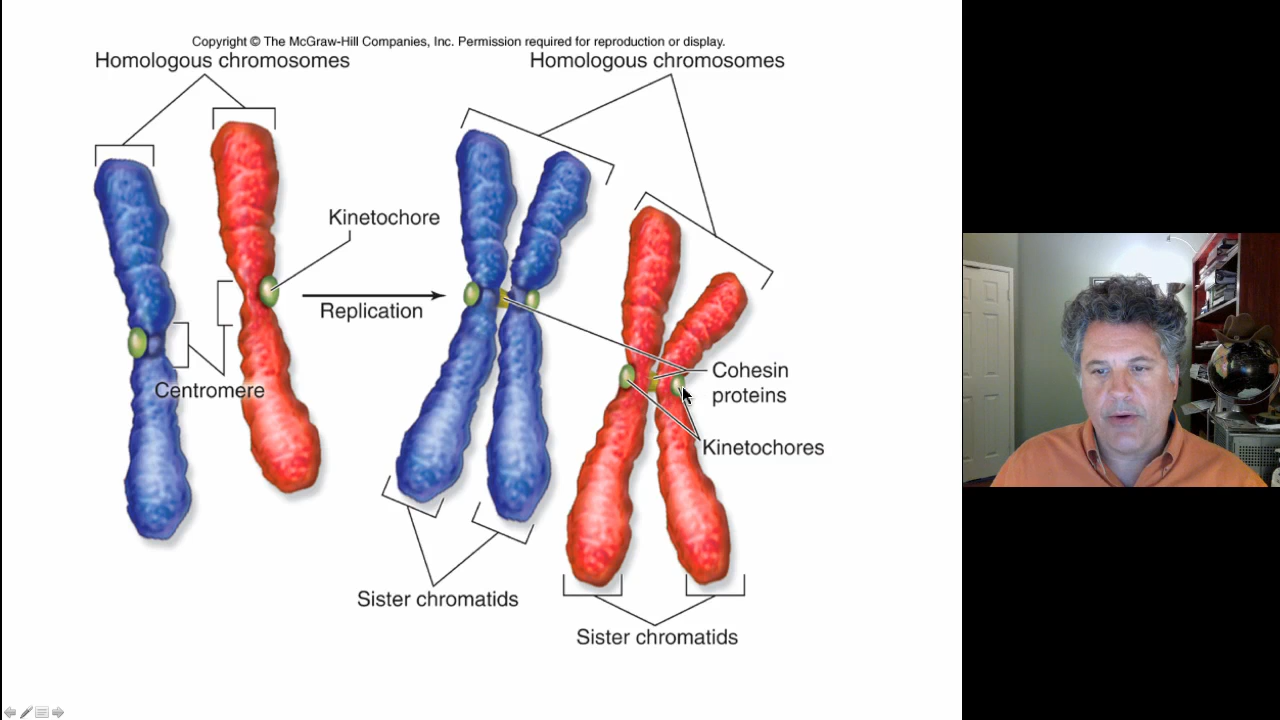 Copyright © The McGraw-Hill Companies, Inc. Permission required for reproduction or display.
Homologous chromosomes
Homologous chromosomes
Kinetochore
Replication
Centromere
Cohesin
proteins
Kinetochores
Sister chromatids
Sister chromatids